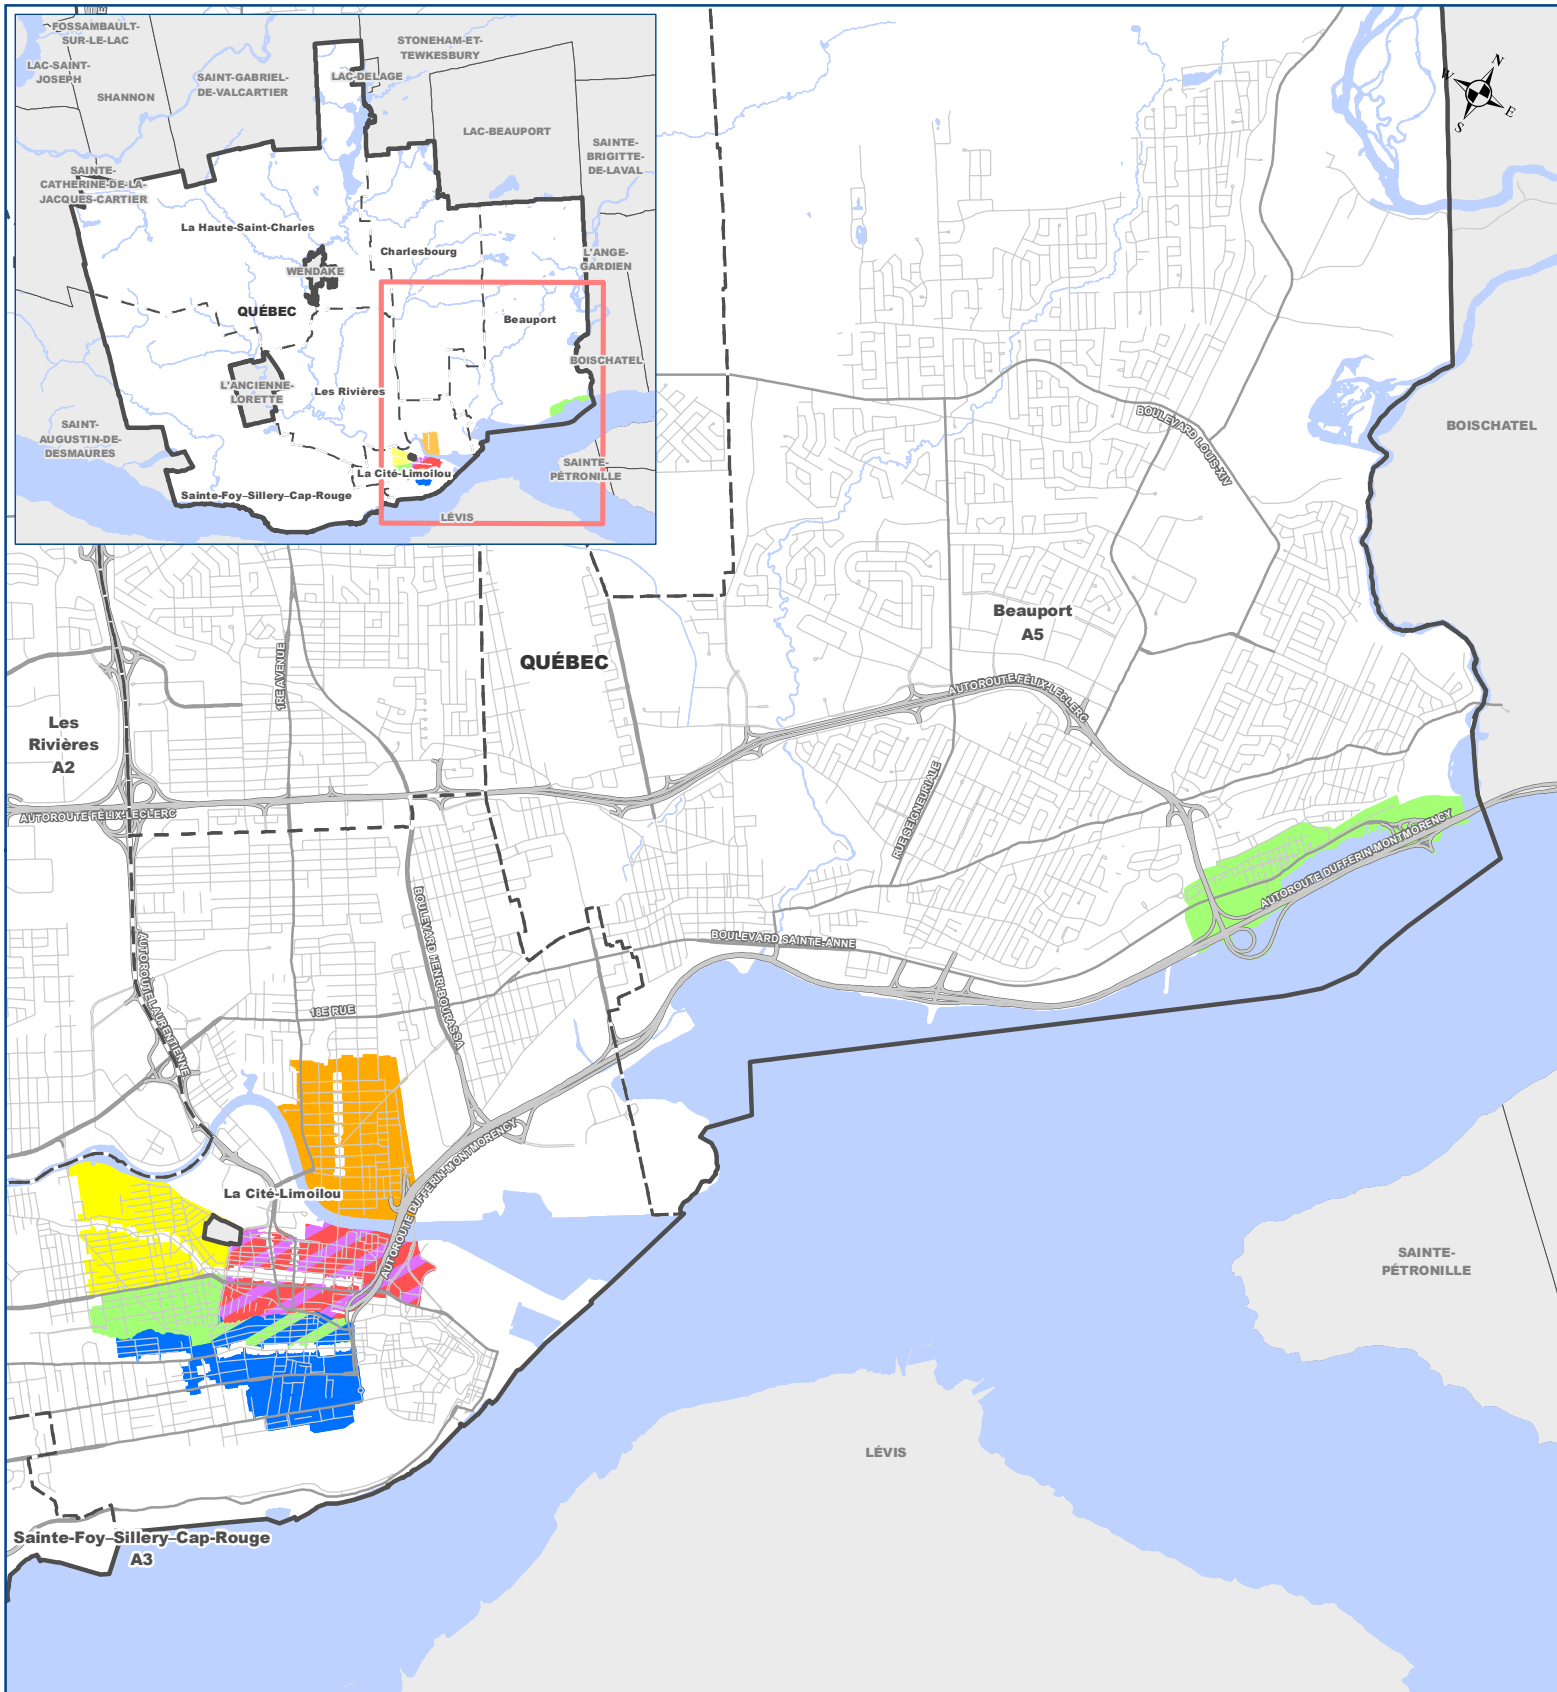 FOSSAMBAULT-
SUR-LE-LAC
STONEHAM-ET-
TEWKESBURY
LAC-SAINT-
JOSEPH
SAINT-GABRIEL-
DE-VALCARTIER
LAC-DELAGE
SHANNON
LAC-BEAUPORT
SAINTE-
BRIGITTE-
DE-LAVAL
SAINTE-
CATHERINE-DE-LA-
JACQUES-CARTIER
La Haute-Saint-Charles
Charlesbourg
L'ANGE-
GARDIEN
WENDAKE
QUÉBEC
Beauport
BOISCHATEL
L'ANCIENNE-
LORETTE
Les Rivières
SAINT-
AUGUSTIN-DE-
DESMAURES
SAINTE-
PÉTRONILLE
La Cité-Limoilou
Sainte-Foy–Sillery–Cap-Rouge
LÉVIS
N
W
E
S
BOULEVARD LOUIS-XIV
BOISCHATEL
Beauport
A5
QUÉBEC
1RE AVENUE
AUTOROUTE FÉLIX-LECLERC
Les
Rivières
A2
AUTOROUTE FÉLIX-LECLERC
RUE SEIGNEURIALE
AUTOROUTE DUFFERIN-MONTMORENCY
BOULEVARD HENRI-BOURASSA
BOULEVARD SAINTE-ANNE
AUTOROUTE LAURENTIENNE
18E RUE
AUTOROUTE DUFFERIN-MONTMORENCY
La Cité-Limoilou
SAINTE-
PÉTRONILLE
LÉVIS
Sainte-Foy–Sillery–Cap-Rouge
A3